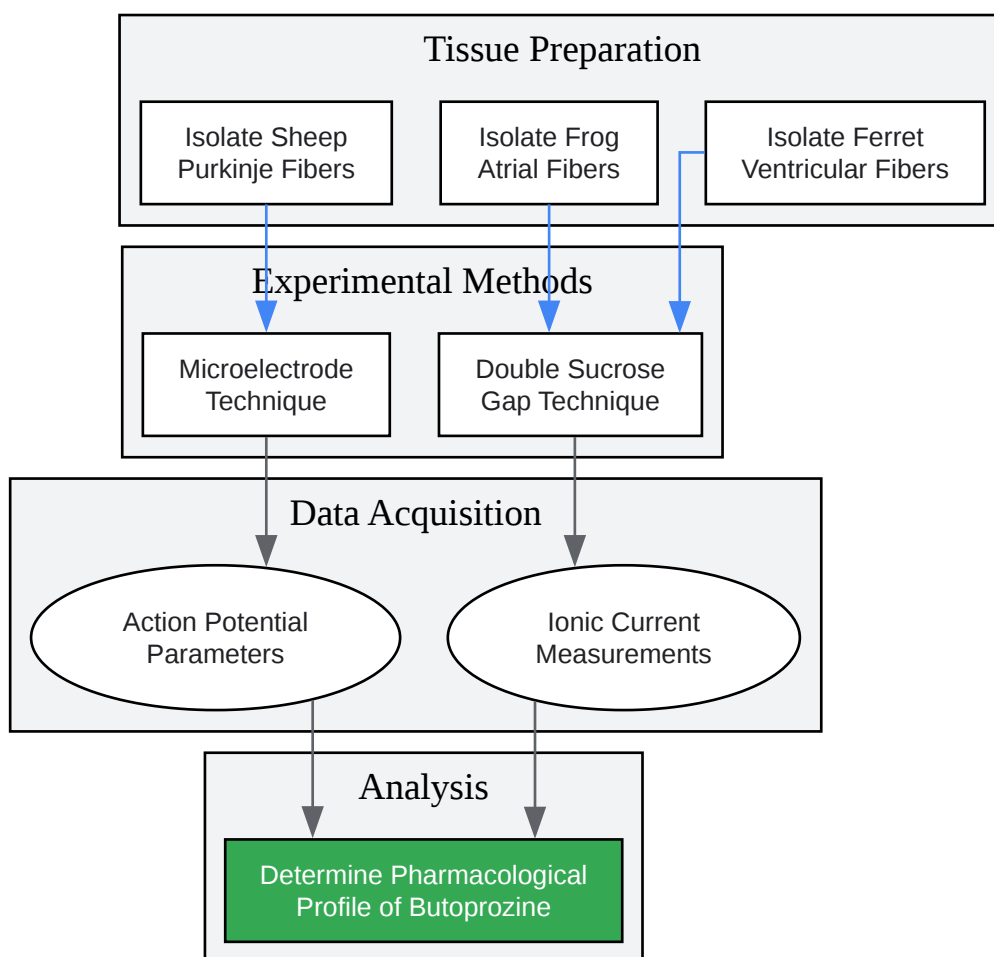 Tissue Preparation
Isolate Sheep
Purkinje Fibers
Isolate Frog
Atrial Fibers
Isolate Ferret
Ventricular Fibers
Experimental Methods
Microelectrode
Technique
Double Sucrose
Gap Technique
Data Acquisition
Action Potential
Parameters
Ionic Current
Measurements
Analysis
Determine Pharmacological
Profile of Butoprozine